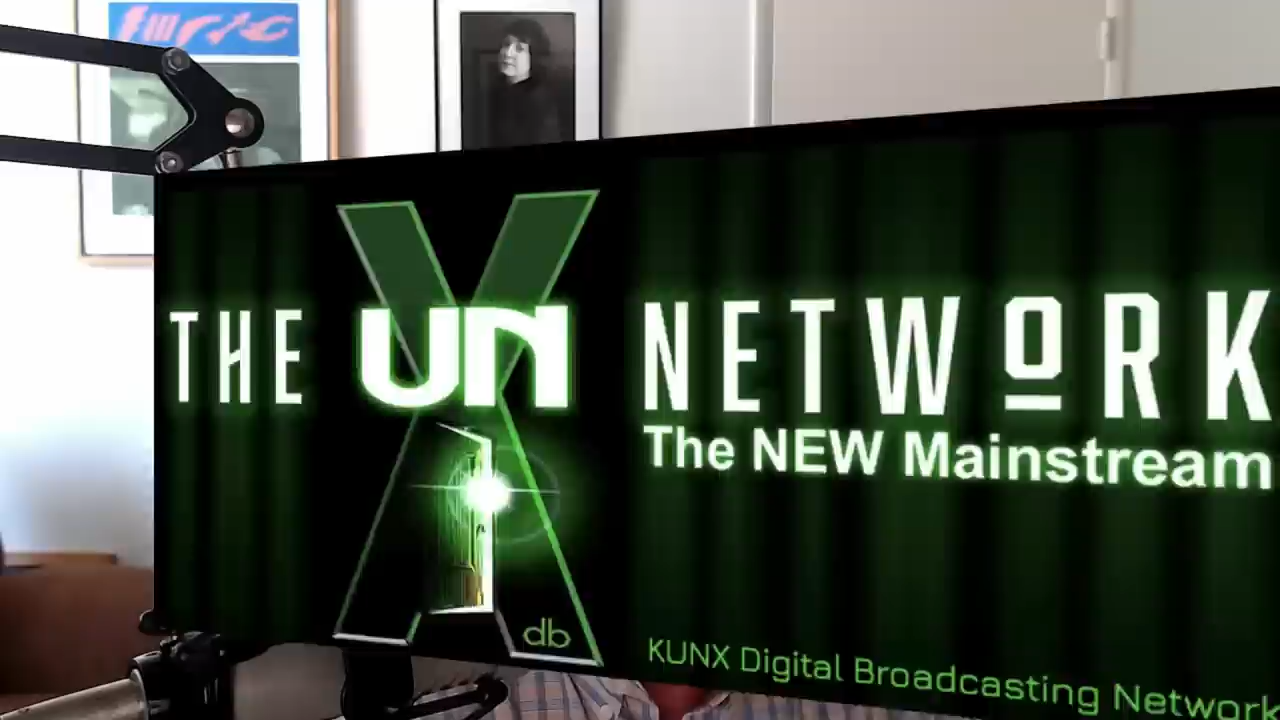 THE UN NETWORK
The NEW Mainstream
db
KUNX Digital Broadcasting Network